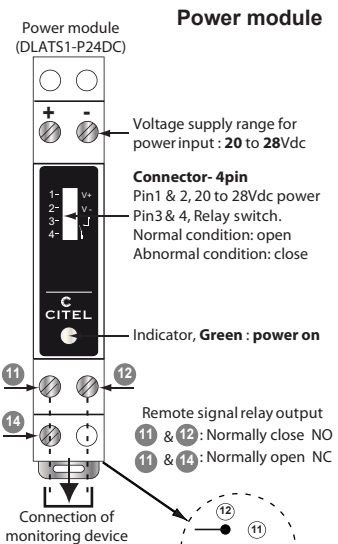 Power module
Power module
(DLATS1-P24DC)
+ -
Voltage supply range for
power input : 20 to 28Vdc
Connector- 4pin
Pin1 & 2, 20 to 28Vdc power
Pin3 & 4, Relay switch.
Normal condition: open
Abnormal condition: close
1- V+
2- V -
3-
4-
C
CITEL
Indicator, Green : power on
11 12
14
Remote signal relay output
11 & 12 : Normally close NO
11 & 14 : Normally open NC
Connection of
monitoring device
12
11